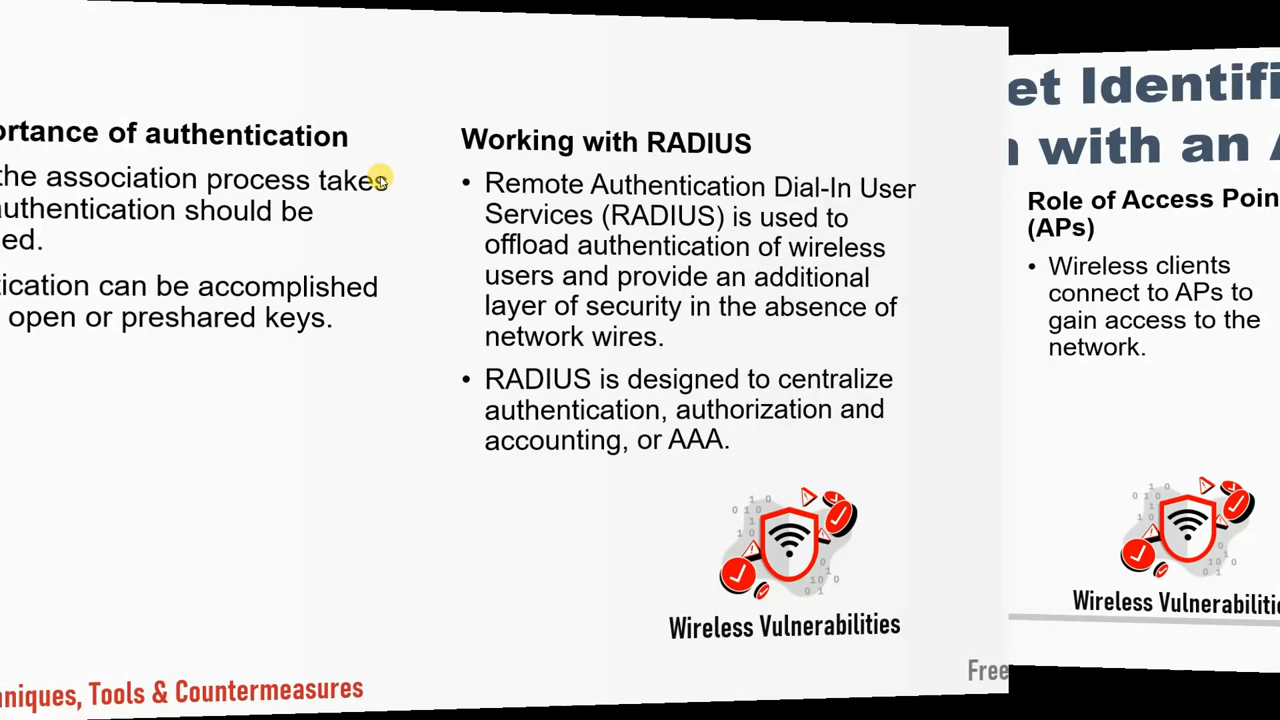 ortance of authentication
the association process takes
authentication should be
ed.
tication can be accomplished
open or preshared keys.
Working with RADIUS
• Remote Authentication Dial-In User
Services (RADIUS) is used to
offload authentication of wireless
users and provide an additional
layer of security in the absence of
network wires.
• RADIUS is designed to centralize
authentication, authorization and
accounting, or AAA.
Wireless Vulnerabilities
niques, Tools & Countermeasures
Free
et Identifi
with an A
Role of Access Poin
(APs)
• Wireless clients
connect to APs to
gain access to the
network.
Wireless Vulnerabilitie